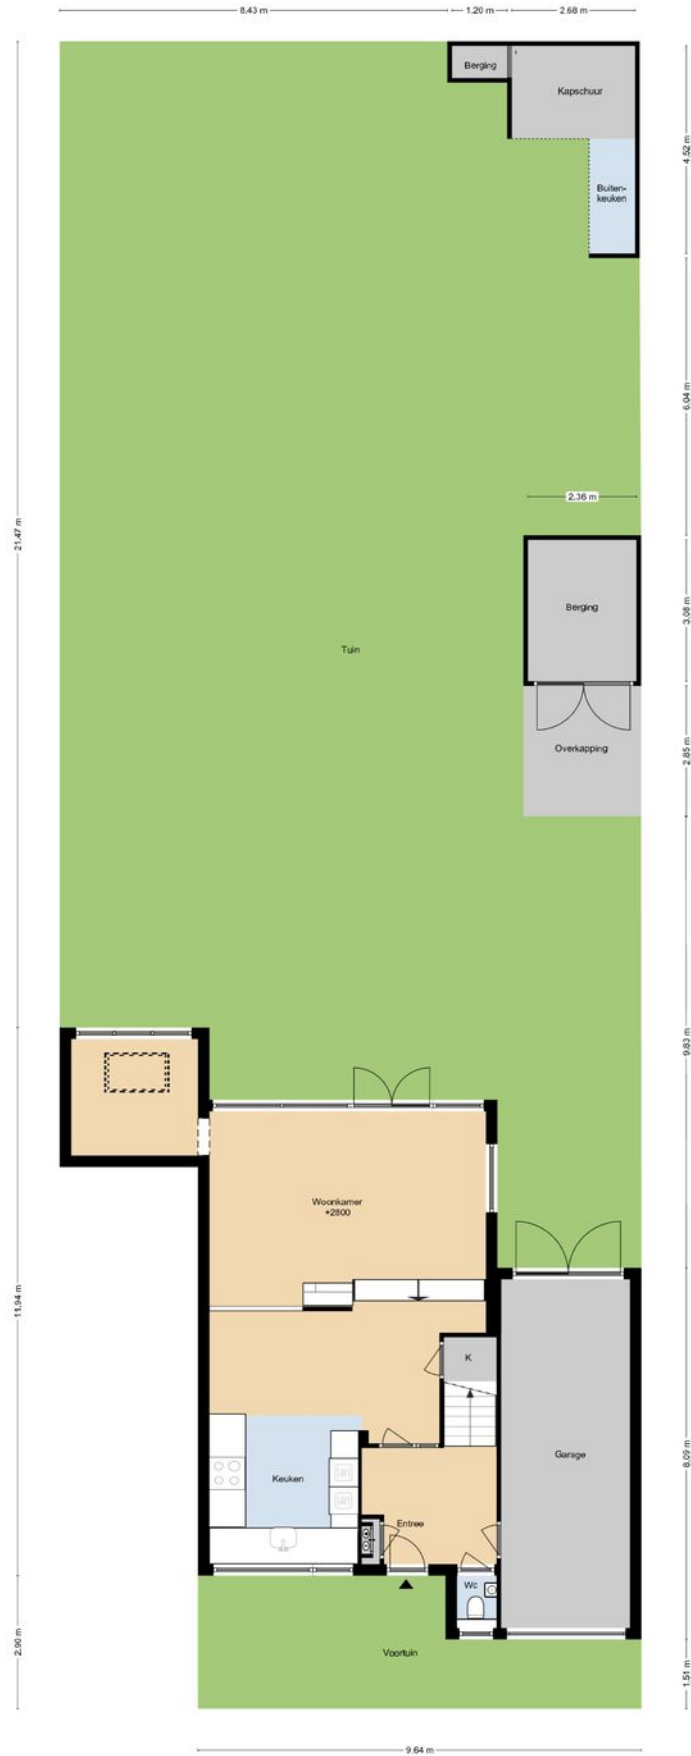 8.43 m
1.20 m
2.68 m
Berging
Kapschuur
4.52 m
Buiten-
keuken
6.04 m
2.36 m
21.47 m
Berging
3.08 m
Tuin
Overkapping
2.85 m
9.83 m
Woonkamer
+2800
11.94 m
K
Garage
8.09 m
Keuken
Entree
Wc
Voortuin
2.90 m
1.51 m
9.64 m